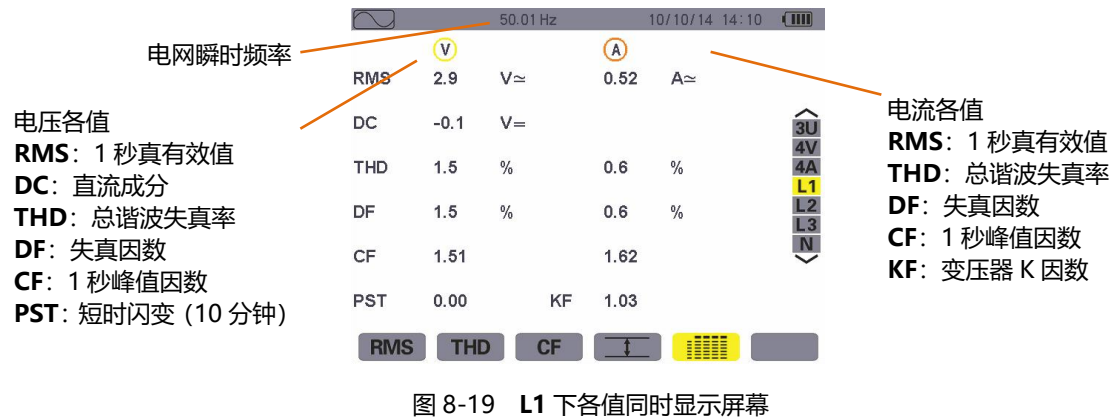 50.01 Hz 10/10/14 14:10
电网瞬时频率
V A
RMS 2.9 V≃ 0.52 A≃
DC -0.1 V=
THD 1.5 % 0.6 %
DF 1.5 % 0.6 %
CF 1.51 1.62
PST 0.00 KF 1.03
3U
4V
4A
L1
L2
L3
N
RMS THD CF
电压各值
RMS：1 秒真有效值
DC：直流成分
THD：总谐波失真率
DF：失真因数
CF：1 秒峰值因数
PST：短时闪变（10 分钟）
电流各值
RMS：1 秒真有效值
THD：总谐波失真率
DF：失真因数
CF：1 秒峰值因数
KF：变压器 K 因数
图 8-19 L1 下各值同时显示屏幕